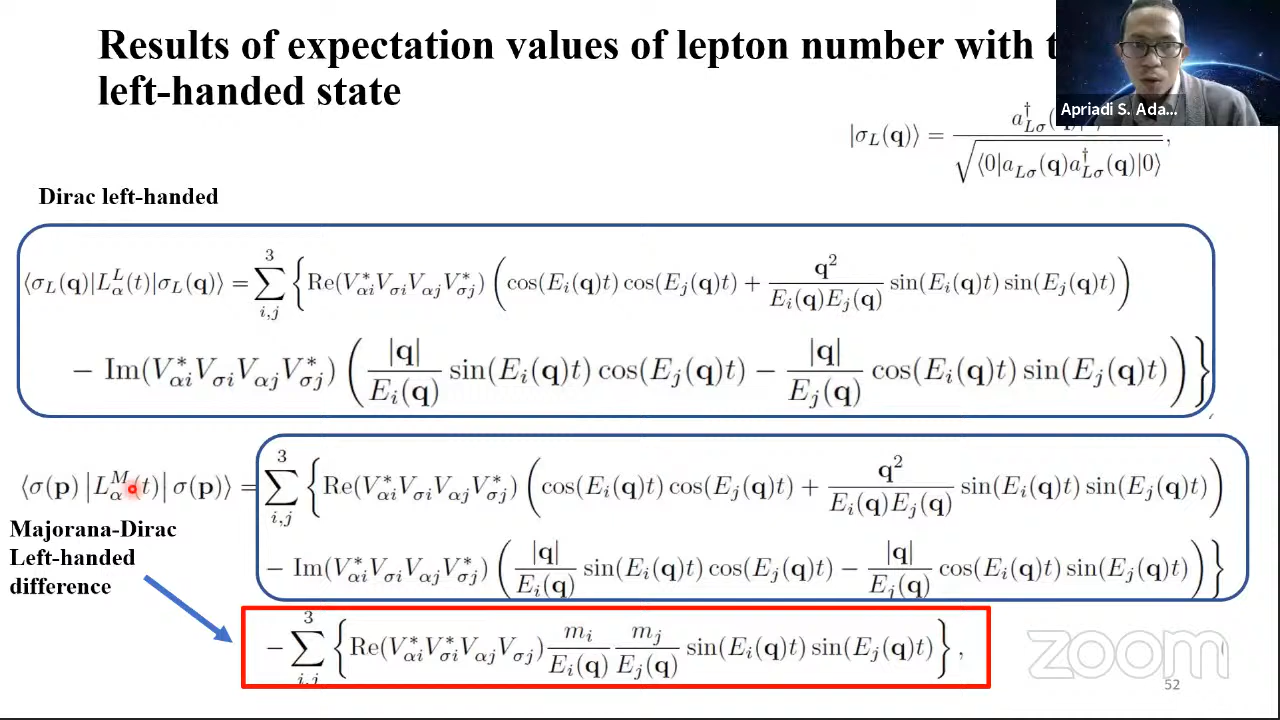 Results of expectation values of lepton number with t
left-handed state
Apriadi S. Ada...
|σ_L(𝐪)⟩ = a†_{Lσ}(𝐪)| / √⟨0|a_{Lσ}(𝐪)a†_{Lσ}(𝐪)|0⟩,
Dirac left-handed
⟨σ_L(𝐪)|L^L_α(t)|σ_L(𝐪)⟩ = ∑^3_{i,j} { Re(V*_{αi}V_{σi}V_{αj}V*_{σj}) ( cos(E_i(𝐪)t) cos(E_j(𝐪)t) + 𝐪²/(E_i(𝐪)E_j(𝐪)) sin(E_i(𝐪)t) sin(E_j(𝐪)t) )
− Im(V*_{αi}V_{σi}V_{αj}V*_{σj}) ( |𝐪|/E_i(𝐪) sin(E_i(𝐪)t) cos(E_j(𝐪)t) − |𝐪|/E_j(𝐪) cos(E_i(𝐪)t) sin(E_j(𝐪)t) ) }
⟨σ(𝐩)|L^M_α(t)|σ(𝐩)⟩ = ∑^3_{i,j} { Re(V*_{αi}V_{σi}V_{αj}V*_{σj}) ( cos(E_i(𝐪)t) cos(E_j(𝐪)t) + 𝐪²/(E_i(𝐪)E_j(𝐪)) sin(E_i(𝐪)t) sin(E_j(𝐪)t) )
Majorana-Dirac
Left-handed
difference
− Im(V*_{αi}V_{σi}V_{αj}V*_{σj}) ( |𝐪|/E_i(𝐪) sin(E_i(𝐪)t) cos(E_j(𝐪)t) − |𝐪|/E_j(𝐪) cos(E_i(𝐪)t) sin(E_j(𝐪)t) ) }
− ∑^3_{i,j} { Re(V*_{αi}V*_{σi}V_{αj}V_{σj}) m_i/E_i(𝐪) m_j/E_j(𝐪) sin(E_i(𝐪)t) sin(E_j(𝐪)t) },
zoom
52